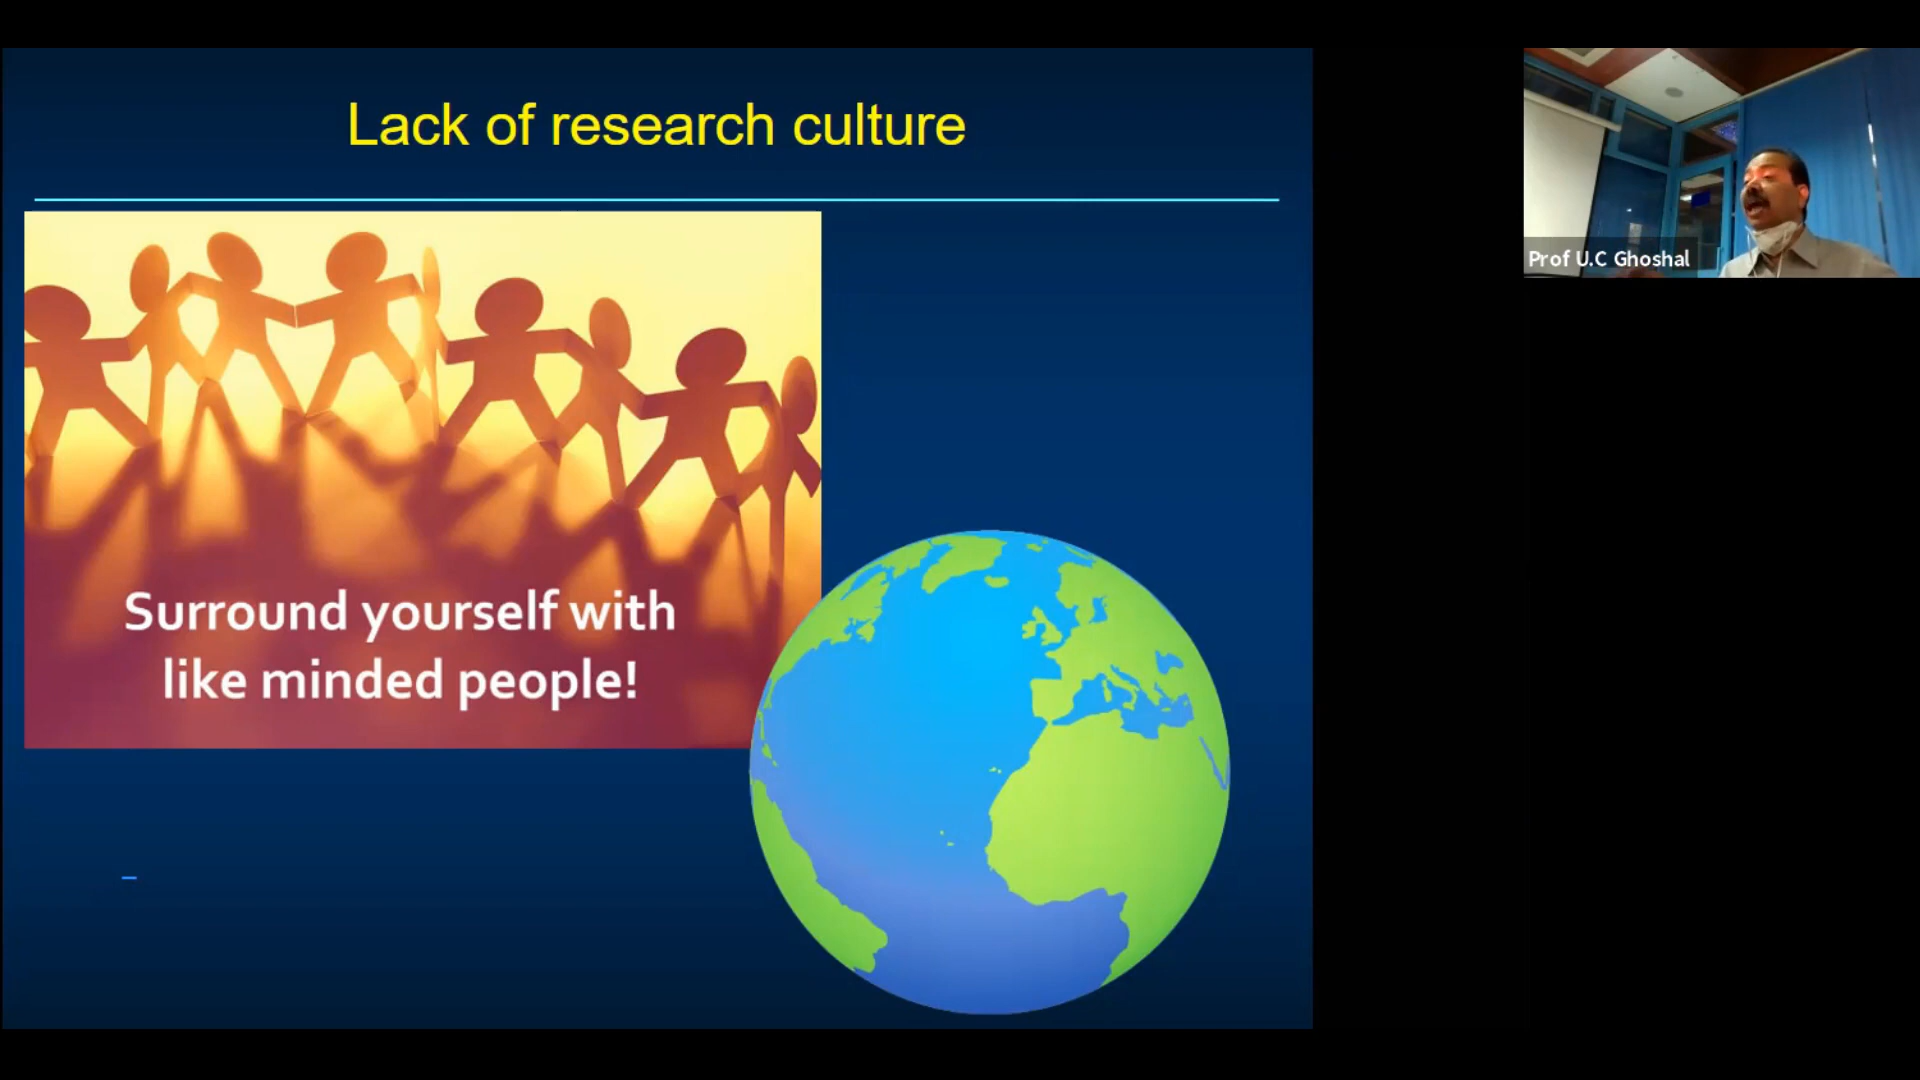 Lack of research culture
Surround yourself with
like minded people!
Prof U.C Ghoshal